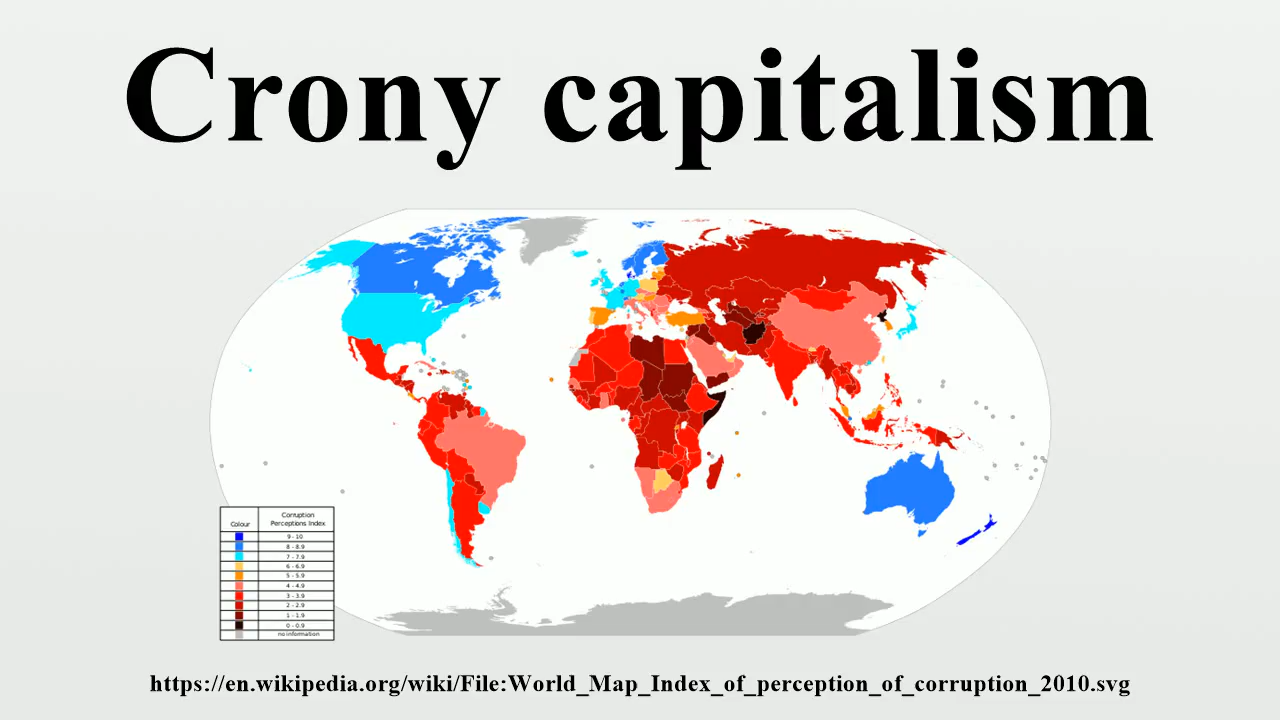 Crony capitalism
Colour
Corruption
Perceptions Index
9 - 10
8 - 8.9
7 - 7.9
6 - 6.9
5 - 5.9
4 - 4.9
3 - 3.9
2 - 2.9
1 - 1.9
0 - 0.9
no information
https://en.wikipedia.org/wiki/File:World_Map_Index_of_perception_of_corruption_2010.svg